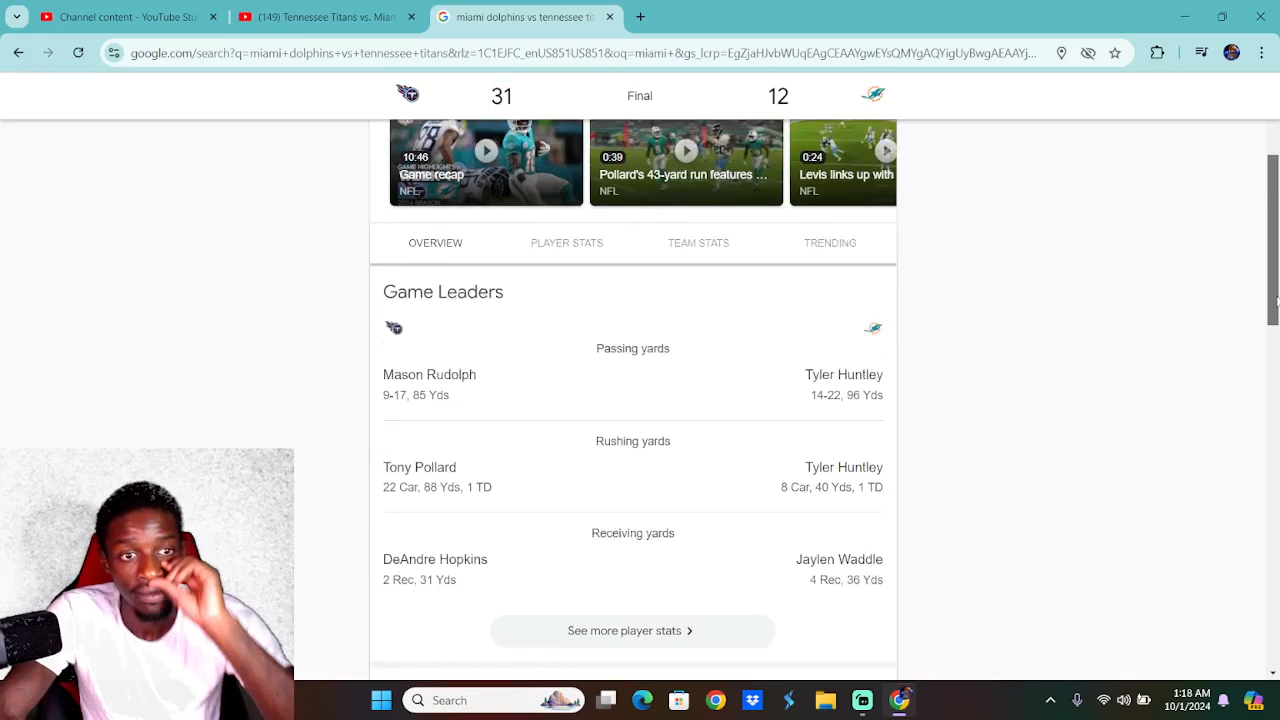 Content - YouTube Stu
(149) Tennessee Titans vs. Miam
miami dolphins vs tennessee tit
google.com/search?q=miami+dolphins+vs+tennessee+titans&rlz=1C1EJFC_enUS851US851&oq=miami+&gs_lcrp=EgZjaHJvbWUqEAgCEAAYgwEYsQMYgAQYigUyBwgAEAAYj...
31 Final 12
10:46
GAME HIGHLIGHTS
Game recap
NFL
0:39
Pollard's 43-yard run features ...
NFL
0:24
Levis links up with
NFL
OVERVIEW PLAYER STATS TEAM STATS TRENDING
Game Leaders
Passing yards
Mason Rudolph Tyler Huntley
9-17, 85 Yds 14-22, 96 Yds
Rushing yards
Tony Pollard Tyler Huntley
22 Car, 88 Yds, 1 TD 8 Car, 40 Yds, 1 TD
Receiving yards
DeAndre Hopkins Jaylen Waddle
2 Rec, 31 Yds 4 Rec, 36 Yds
See more player stats
Search
1:18 AM
10/1/2024